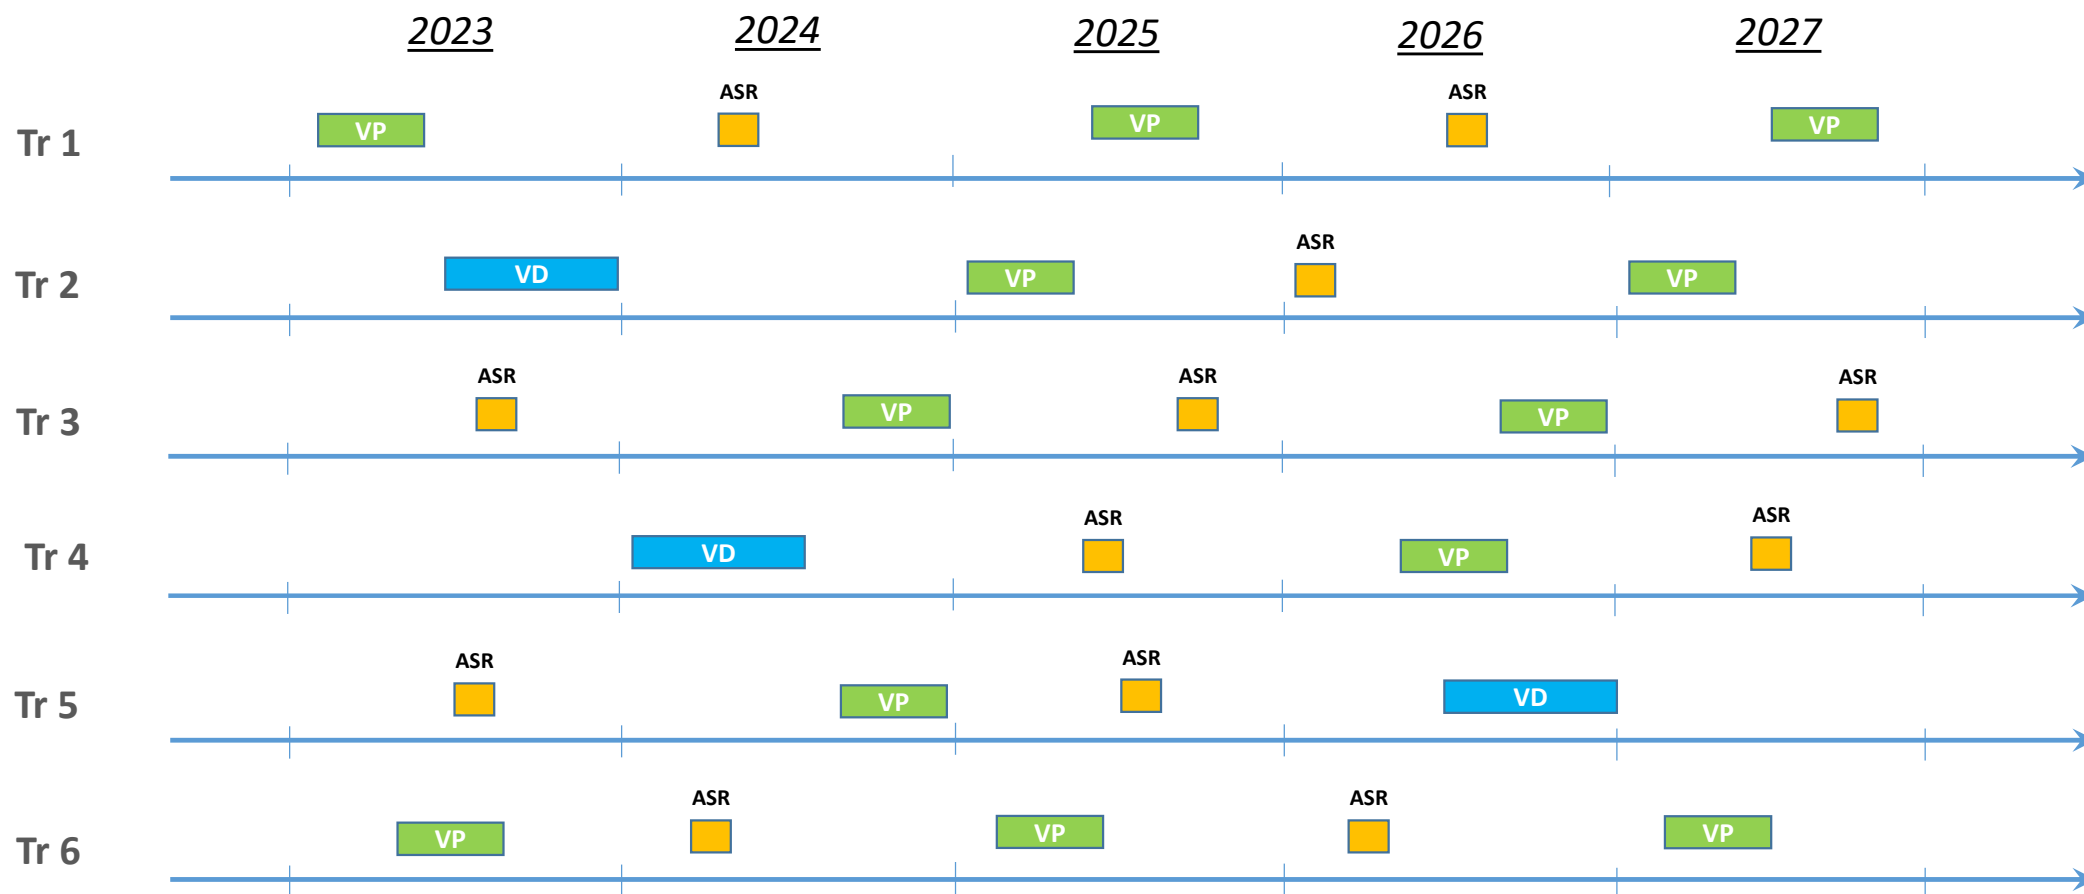 2023 2024 2025 2026 2027
ASR ASR
Tr 1 VP VP VP
ASR
Tr 2 VD VP VP
ASR ASR ASR
Tr 3 VP VP
ASR ASR
Tr 4 VD VP
ASR ASR
Tr 5 VP VD
ASR ASR
Tr 6 VP VP VP